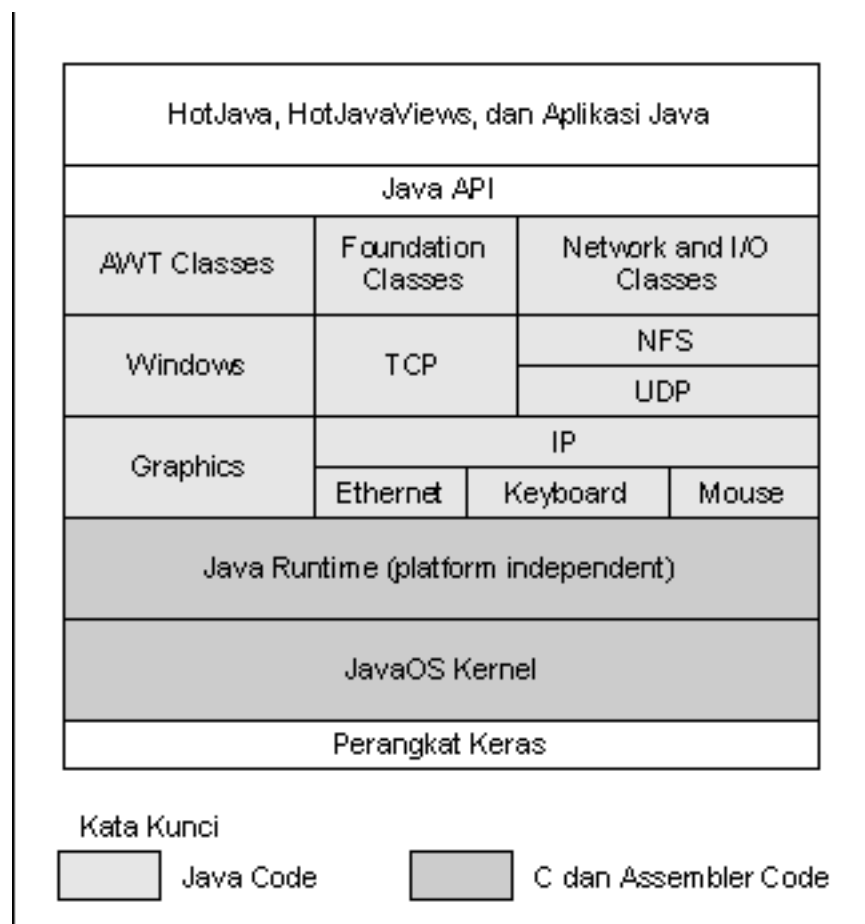 HotJava, HotJavaViews, dan Aplikasi Java
Java API
AWT Classes
Foundation
Classes
Network and I/O
Classes
Windows
TCP
NFS
UDP
Graphics
IP
Ethernet
Keyboard
Mouse
Java Runtime (platform independent)
JavaOS Kernel
Perangkat Keras
Kata Kunci
Java Code
C dan Assembler Code